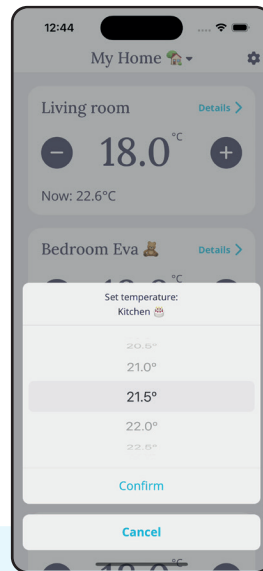 12:44
My Home
Living room
Details >
− 18.0 °C +
Now: 22.6°C
Bedroom Eva
Details >
°C
Set temperature:
Kitchen
20.5°
21.0°
21.5°
22.0°
22.5°
Confirm
Cancel
°C